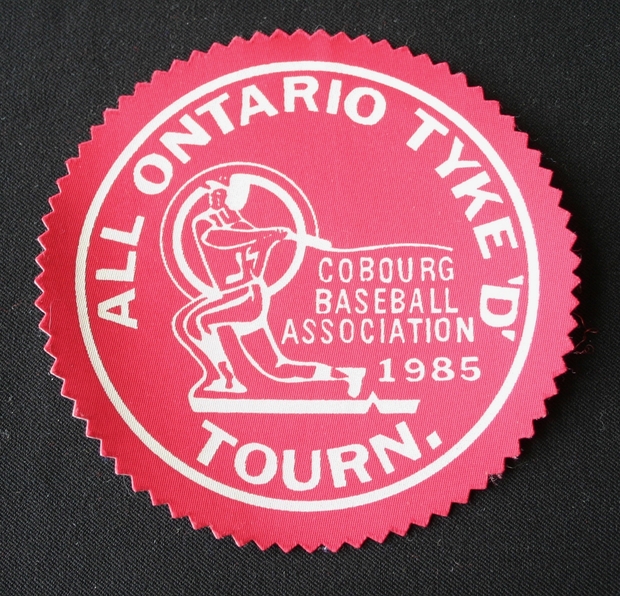 ALL ONTARIO TYKE 'D'
COBOURG
BASEBALL
ASSOCIATION
1985
TOURN.